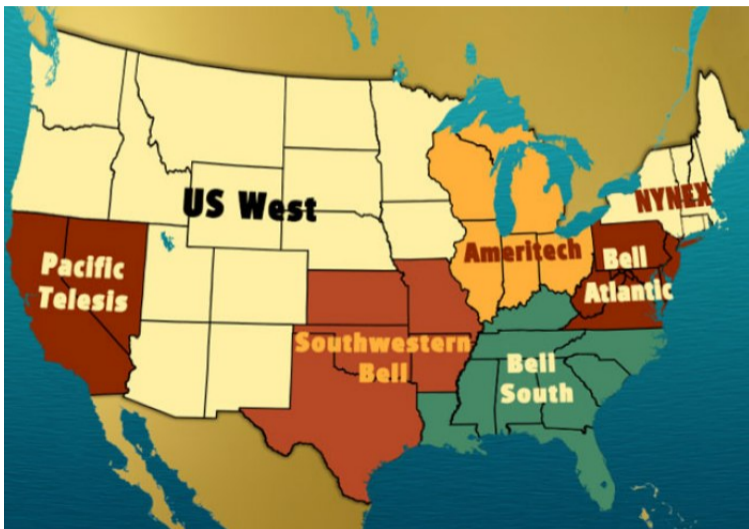 US West
NYNEX
Ameritech
Bell
Atlantic
Pacific
Telesis
Southwestern
Bell
Bell
South